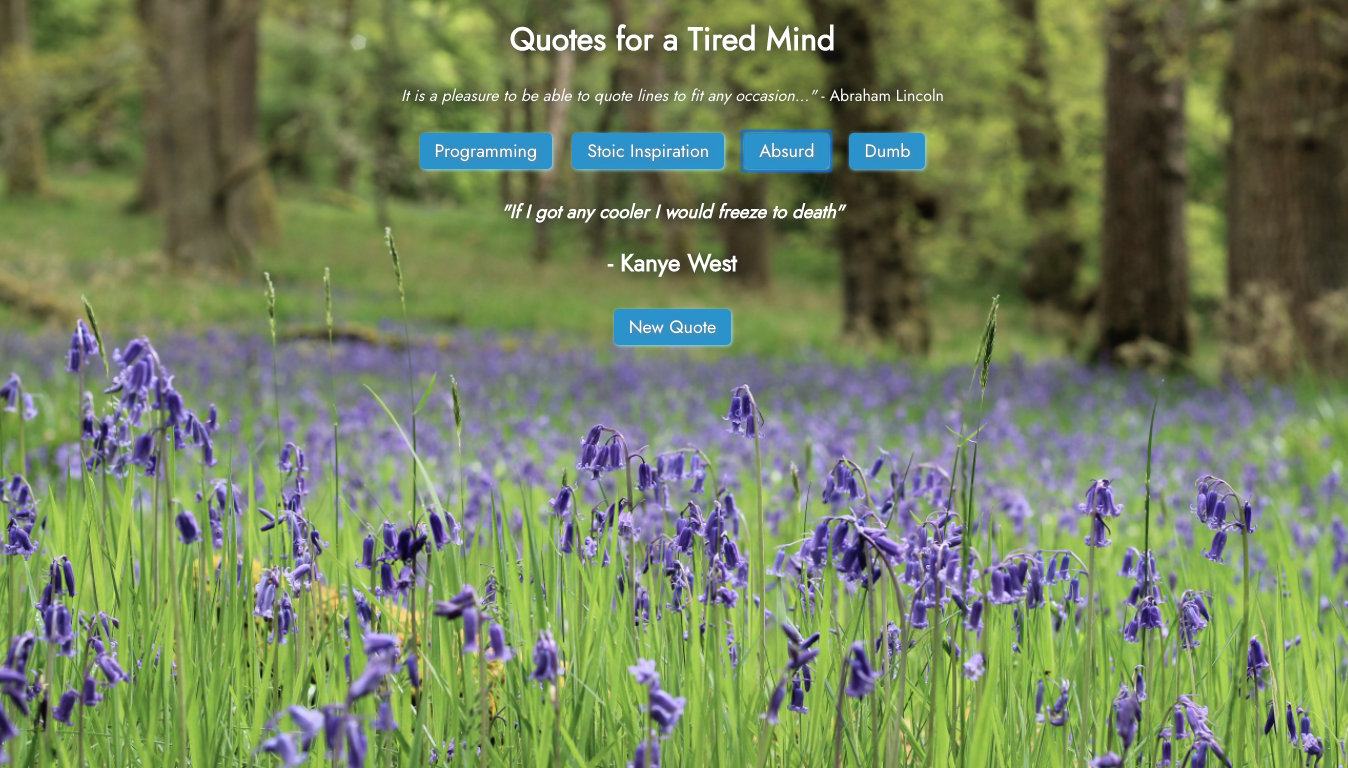 Quotes for a Tired Mind
It is a pleasure to be able to quote lines to fit any occasion..." - Abraham Lincoln
Programming Stoic Inspiration Absurd Dumb
"If I got any cooler I would freeze to death"
- Kanye West
New Quote